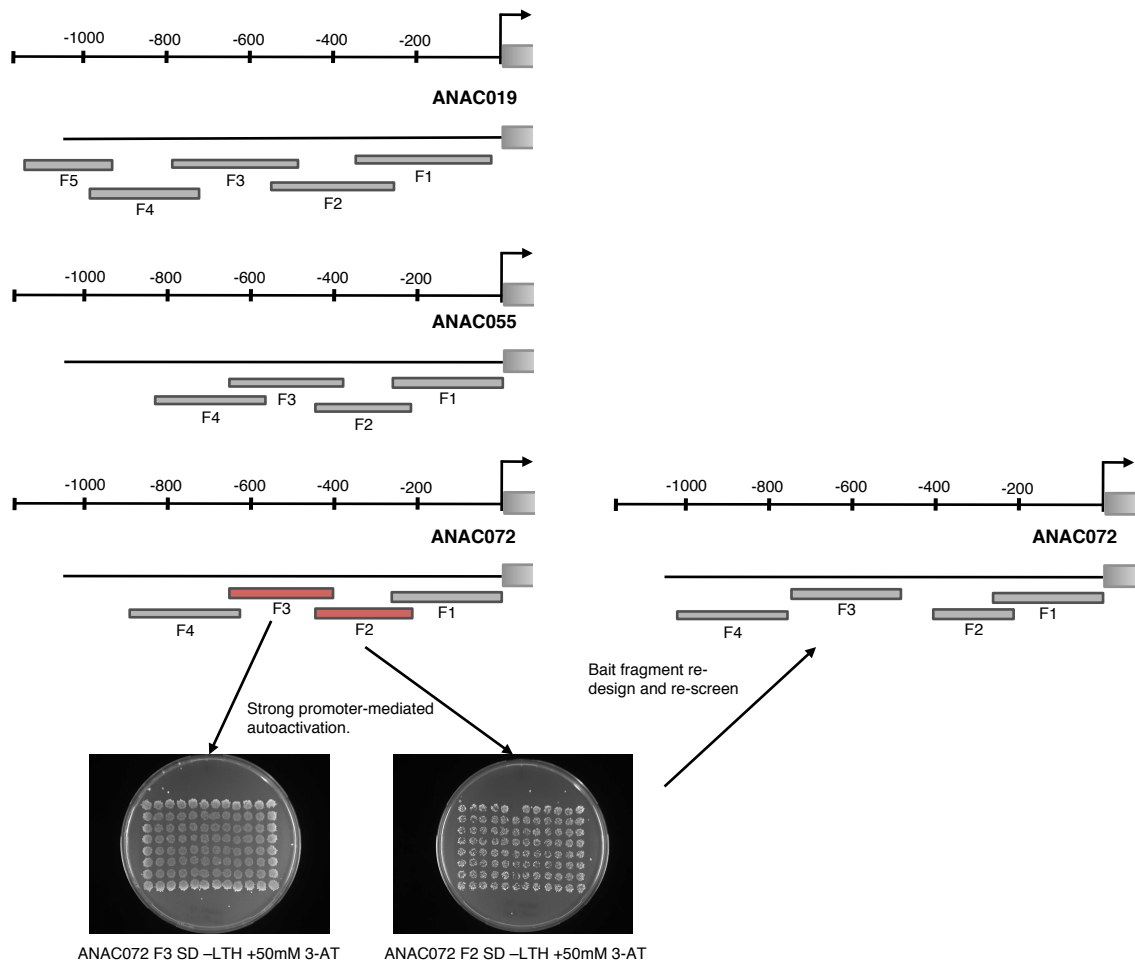 -1000 -800 -600 -400 -200
ANAC019
F5 F4 F3 F2 F1
-1000 -800 -600 -400 -200
ANAC055
F4 F3 F2 F1
-1000 -800 -600 -400 -200
ANAC072
F4 F3 F2 F1
-1000 -800 -600 -400 -200
ANAC072
F4 F3 F2 F1
Strong promoter-mediated
autoactivation.
Bait fragment re-
design and re-screen
ANAC072 F3 SD –LTH +50mM 3-AT
ANAC072 F2 SD –LTH +50mM 3-AT